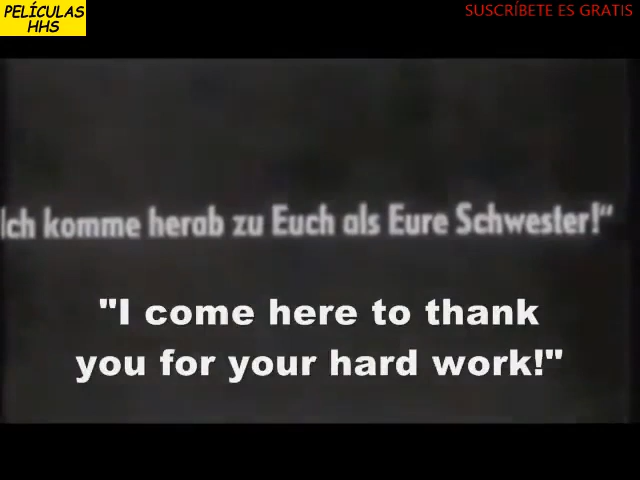 PELÍCULAS
HHS
SUSCRÍBETE ES GRATIS
Ich komme herab zu Euch als Eure Schwester!“
"I come here to thank
you for your hard work!"